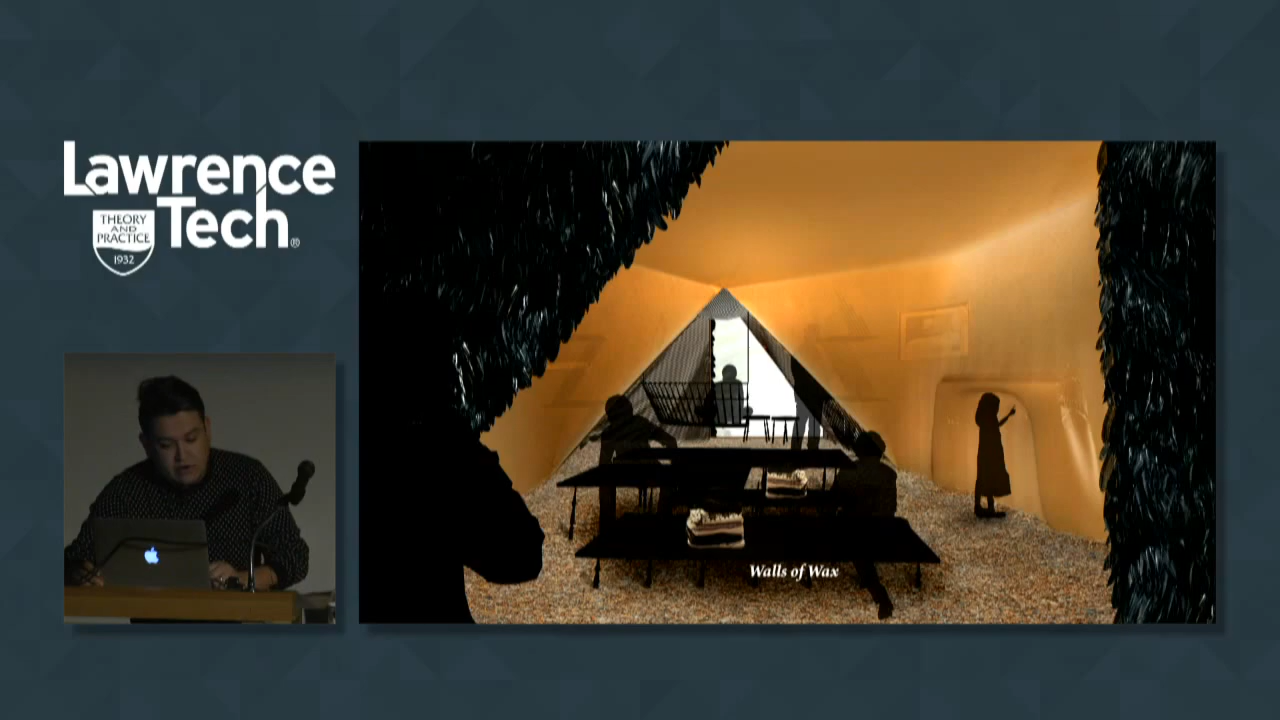 Lawrence
Tech®
THEORY
AND
PRACTICE
1932
Walls of Wax